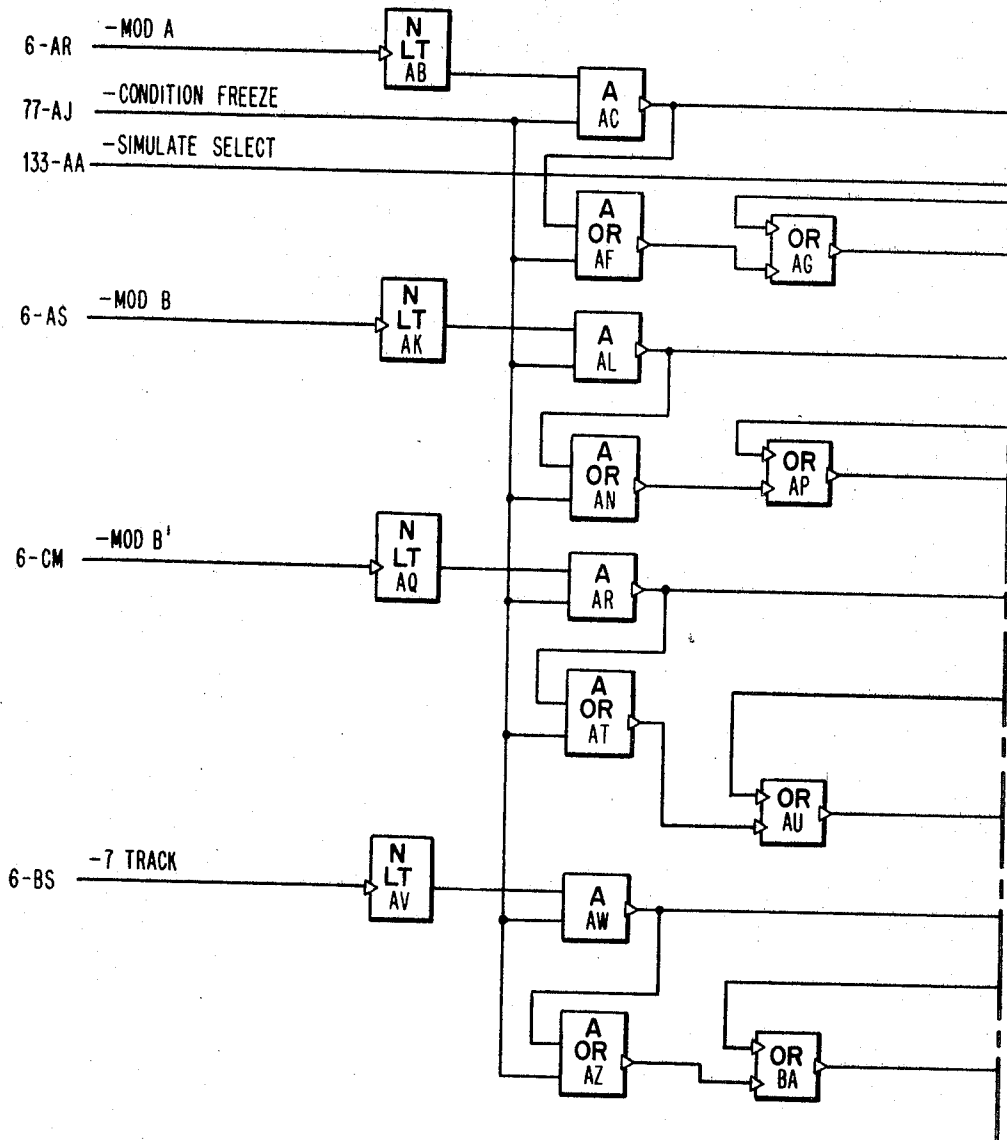 6-AR
-MOD A
N
LT
AB
77-AJ
-CONDITION FREEZE
A
AC
133-AA
-SIMULATE SELECT
A
OR
AF
OR
AG
6-AS
-MOD B
N
LT
AK
A
AL
A
OR
AN
OR
AP
6-CM
-MOD B'
N
LT
AQ
A
AR
A
OR
AT
OR
AU
6-BS
-7 TRACK
N
LT
AV
A
AW
A
OR
AZ
OR
BA